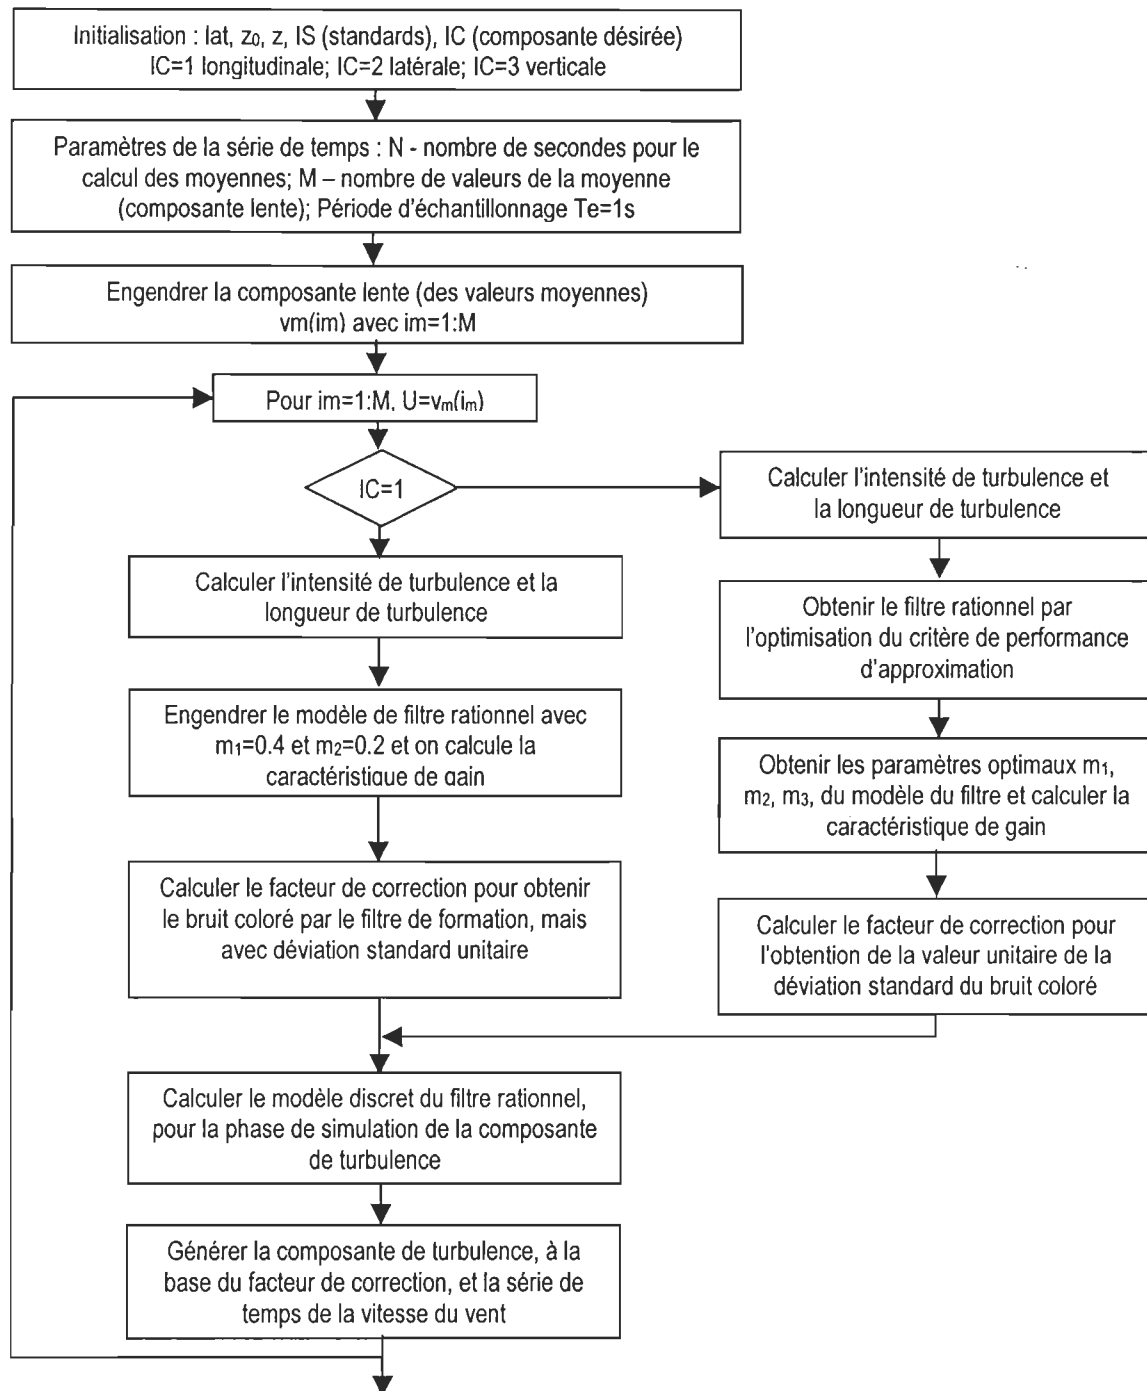 Initialisation : lat, z₀, z, IS (standards), IC (composante désirée)
IC=1 longitudinale; IC=2 latérale; IC=3 verticale
Paramètres de la série de temps : N - nombre de secondes pour le
calcul des moyennes; M – nombre de valeurs de la moyenne
(composante lente); Période d'échantillonnage Te=1s
Engendrer la composante lente (des valeurs moyennes)
vm(im) avec im=1:M
Pour im=1:M, U=vₘ(iₘ)
IC=1
Calculer l'intensité de turbulence et la
longueur de turbulence
Engendrer le modèle de filtre rationnel avec
m₁=0.4 et m₂=0.2 et on calcule la
caractéristique de gain
Calculer le facteur de correction pour obtenir
le bruit coloré par le filtre de formation, mais
avec déviation standard unitaire
Calculer l'intensité de turbulence et
la longueur de turbulence
Obtenir le filtre rationnel par
l'optimisation du critère de performance
d'approximation
Obtenir les paramètres optimaux m₁,
m₂, m₃, du modèle du filtre et calculer la
caractéristique de gain
Calculer le facteur de correction pour
l'obtention de la valeur unitaire de la
déviation standard du bruit coloré
Calculer le modèle discret du filtre rationnel,
pour la phase de simulation de la composante
de turbulence
Générer la composante de turbulence, à la
base du facteur de correction, et la série de
temps de la vitesse du vent